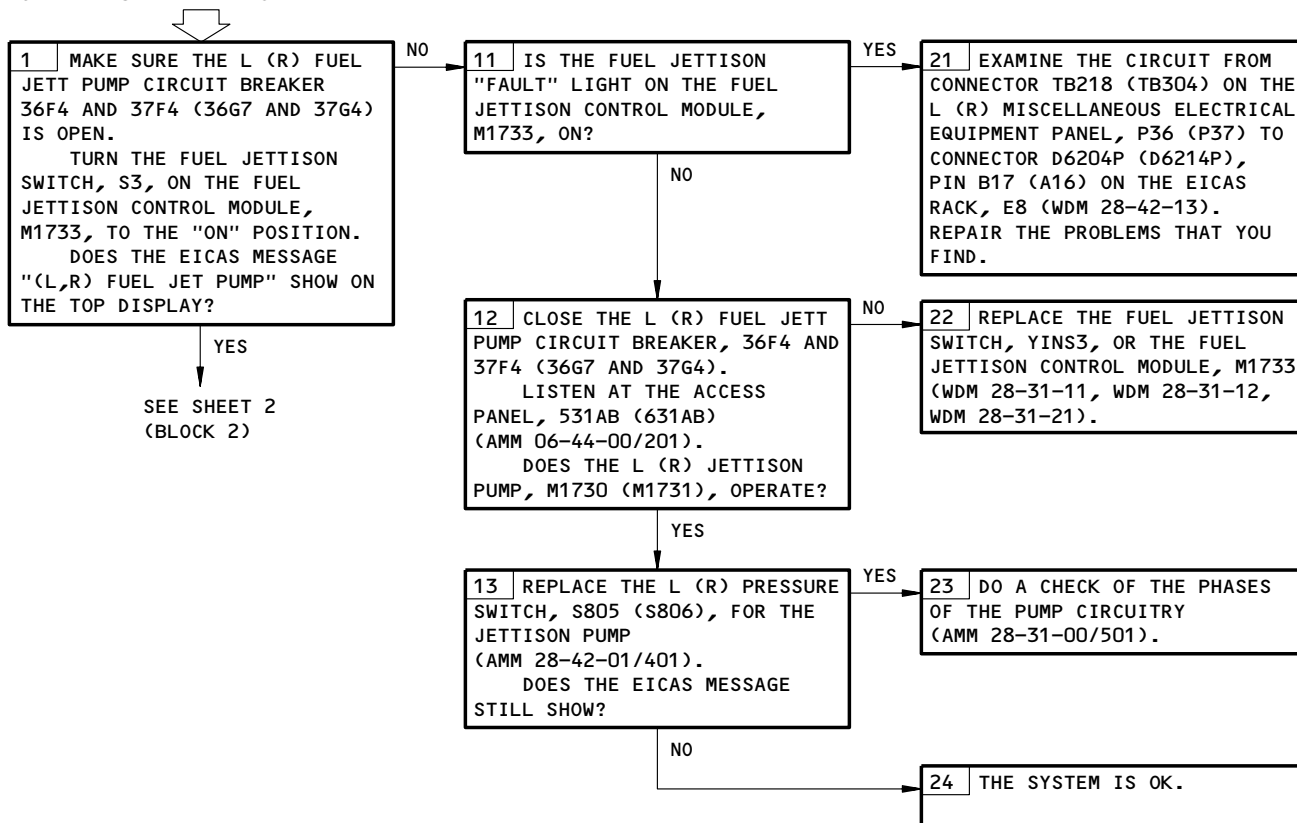 1 MAKE SURE THE L (R) FUEL
JETT PUMP CIRCUIT BREAKER
36F4 AND 37F4 (36G7 AND 37G4)
IS OPEN.
TURN THE FUEL JETTISON
SWITCH, S3, ON THE FUEL
JETTISON CONTROL MODULE,
M1733, TO THE "ON" POSITION.
DOES THE EICAS MESSAGE
"(L,R) FUEL JET PUMP" SHOW ON
THE TOP DISPLAY?
NO
YES
SEE SHEET 2
(BLOCK 2)
11 IS THE FUEL JETTISON
"FAULT" LIGHT ON THE FUEL
JETTISON CONTROL MODULE,
M1733, ON?
YES
NO
21 EXAMINE THE CIRCUIT FROM
CONNECTOR TB218 (TB304) ON THE
L (R) MISCELLANEOUS ELECTRICAL
EQUIPMENT PANEL, P36 (P37) TO
CONNECTOR D6204P (D6214P),
PIN B17 (A16) ON THE EICAS
RACK, E8 (WDM 28-42-13).
REPAIR THE PROBLEMS THAT YOU
FIND.
12 CLOSE THE L (R) FUEL JETT
PUMP CIRCUIT BREAKER, 36F4 AND
37F4 (36G7 AND 37G4).
LISTEN AT THE ACCESS
PANEL, 531AB (631AB)
(AMM 06-44-00/201).
DOES THE L (R) JETTISON
PUMP, M1730 (M1731), OPERATE?
NO
YES
22 REPLACE THE FUEL JETTISON
SWITCH, YINS3, OR THE FUEL
JETTISON CONTROL MODULE, M1733
(WDM 28-31-11, WDM 28-31-12,
WDM 28-31-21).
13 REPLACE THE L (R) PRESSURE
SWITCH, S805 (S806), FOR THE
JETTISON PUMP
(AMM 28-42-01/401).
DOES THE EICAS MESSAGE
STILL SHOW?
YES
NO
23 DO A CHECK OF THE PHASES
OF THE PUMP CIRCUITRY
(AMM 28-31-00/501).
24 THE SYSTEM IS OK.